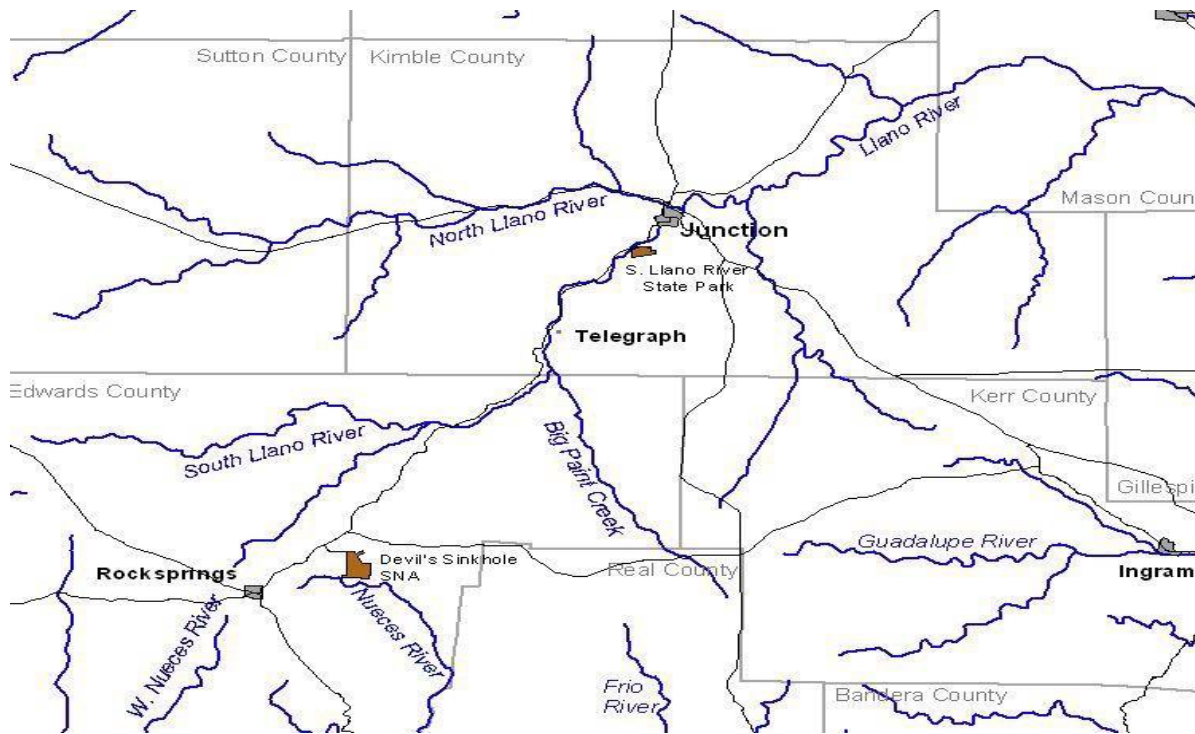 Sutton County
Kimble County
Llano River
Mason Coun
North Llano River
Junction
S. Llano River
State Park
Telegraph
Edwards County
Kerr County
South Llano River
Big Paint Creek
Gillespi
Guadalupe River
Devil's Sinkhole
SNA
Rocksprings
Real County
Ingram
Nueces River
W. Nueces River
Frio
River
Bandera County